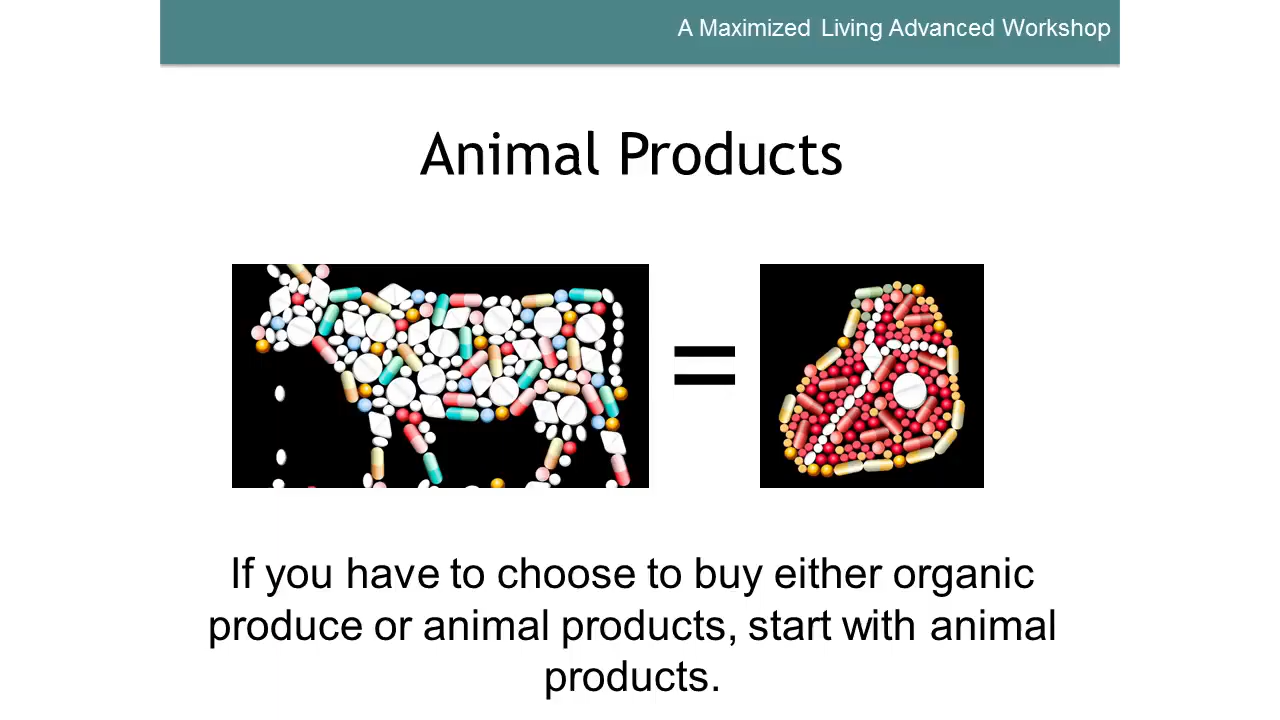 A Maximized Living Advanced Workshop
Animal Products
=
If you have to choose to buy either organic
produce or animal products, start with animal
products.